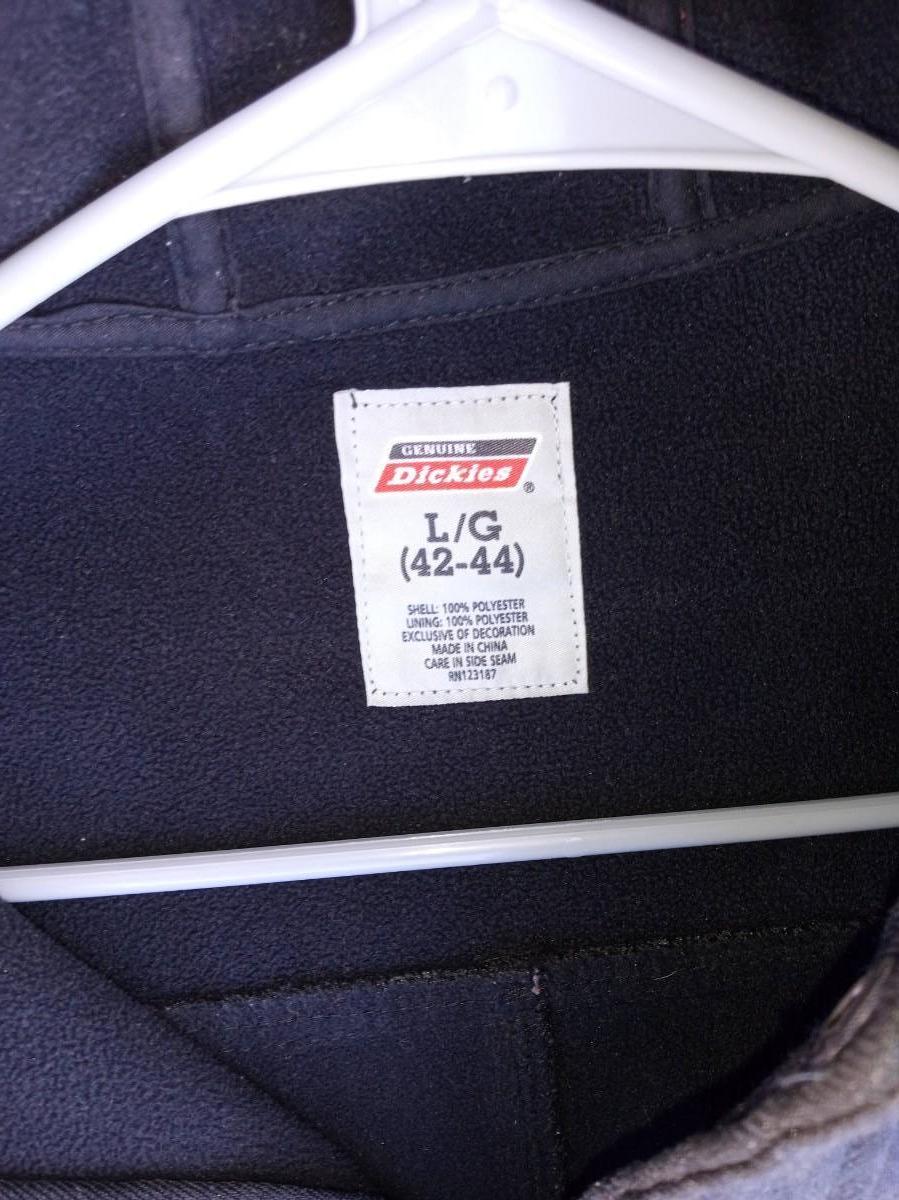 GENUINE
Dickies®
L/G
(42-44)
SHELL: 100% POLYESTER
LINING: 100% POLYESTER
EXCLUSIVE OF DECORATION
MADE IN CHINA
CARE IN SIDE SEAM
RN123187